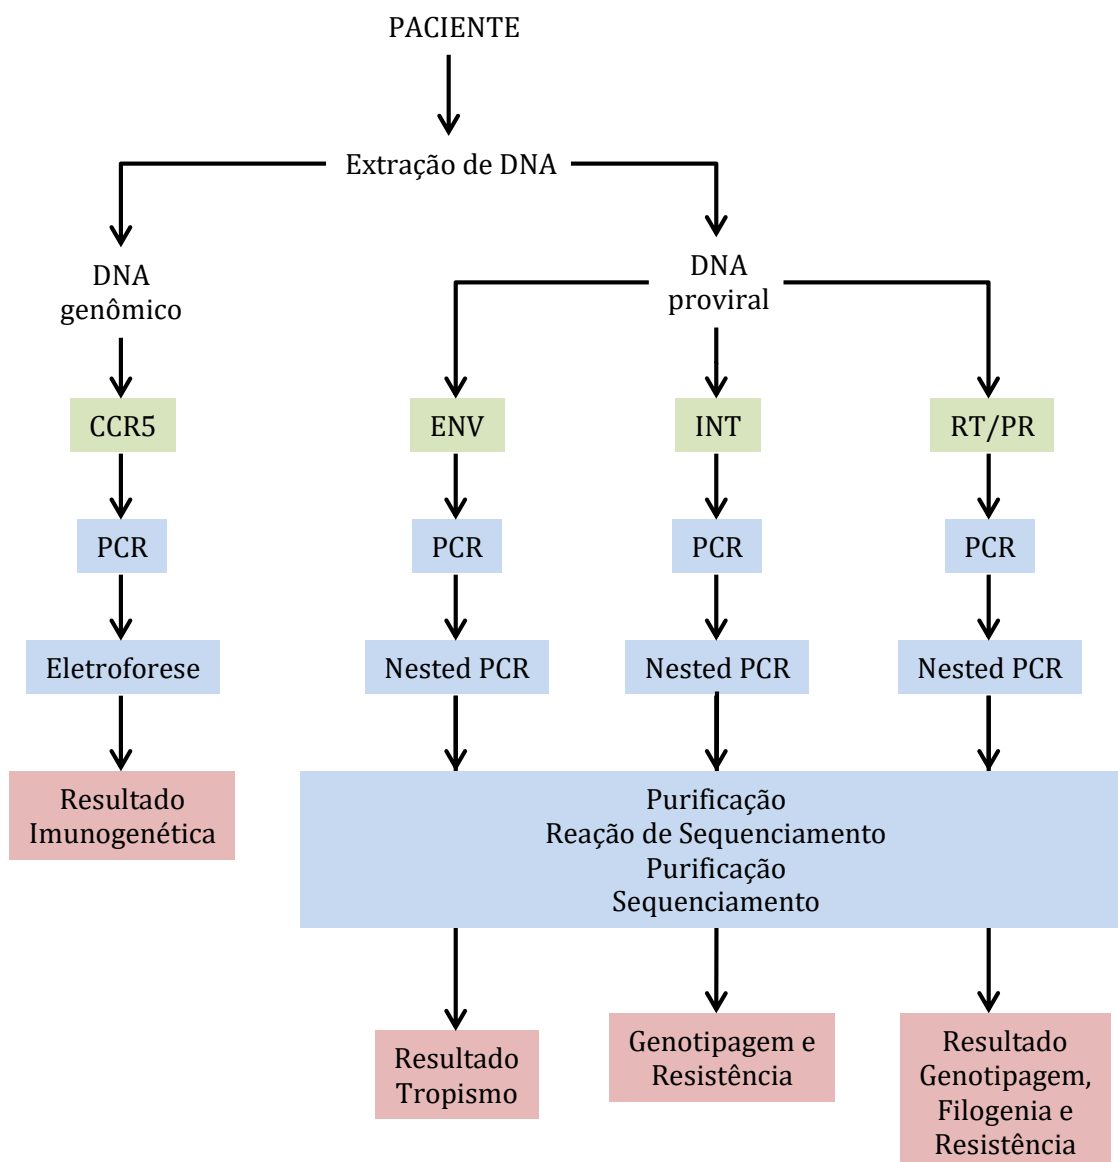 PACIENTE
Extração de DNA
DNA
genômico
DNA
proviral
CCR5
ENV
INT
RT/PR
PCR
PCR
PCR
PCR
Eletroforese
Nested PCR
Nested PCR
Nested PCR
Resultado
Imunogenética
Purificação
Reação de Sequenciamento
Purificação
Sequenciamento
Resultado
Tropismo
Genotipagem e
Resistência
Resultado
Genotipagem,
Filogenia e
Resistência